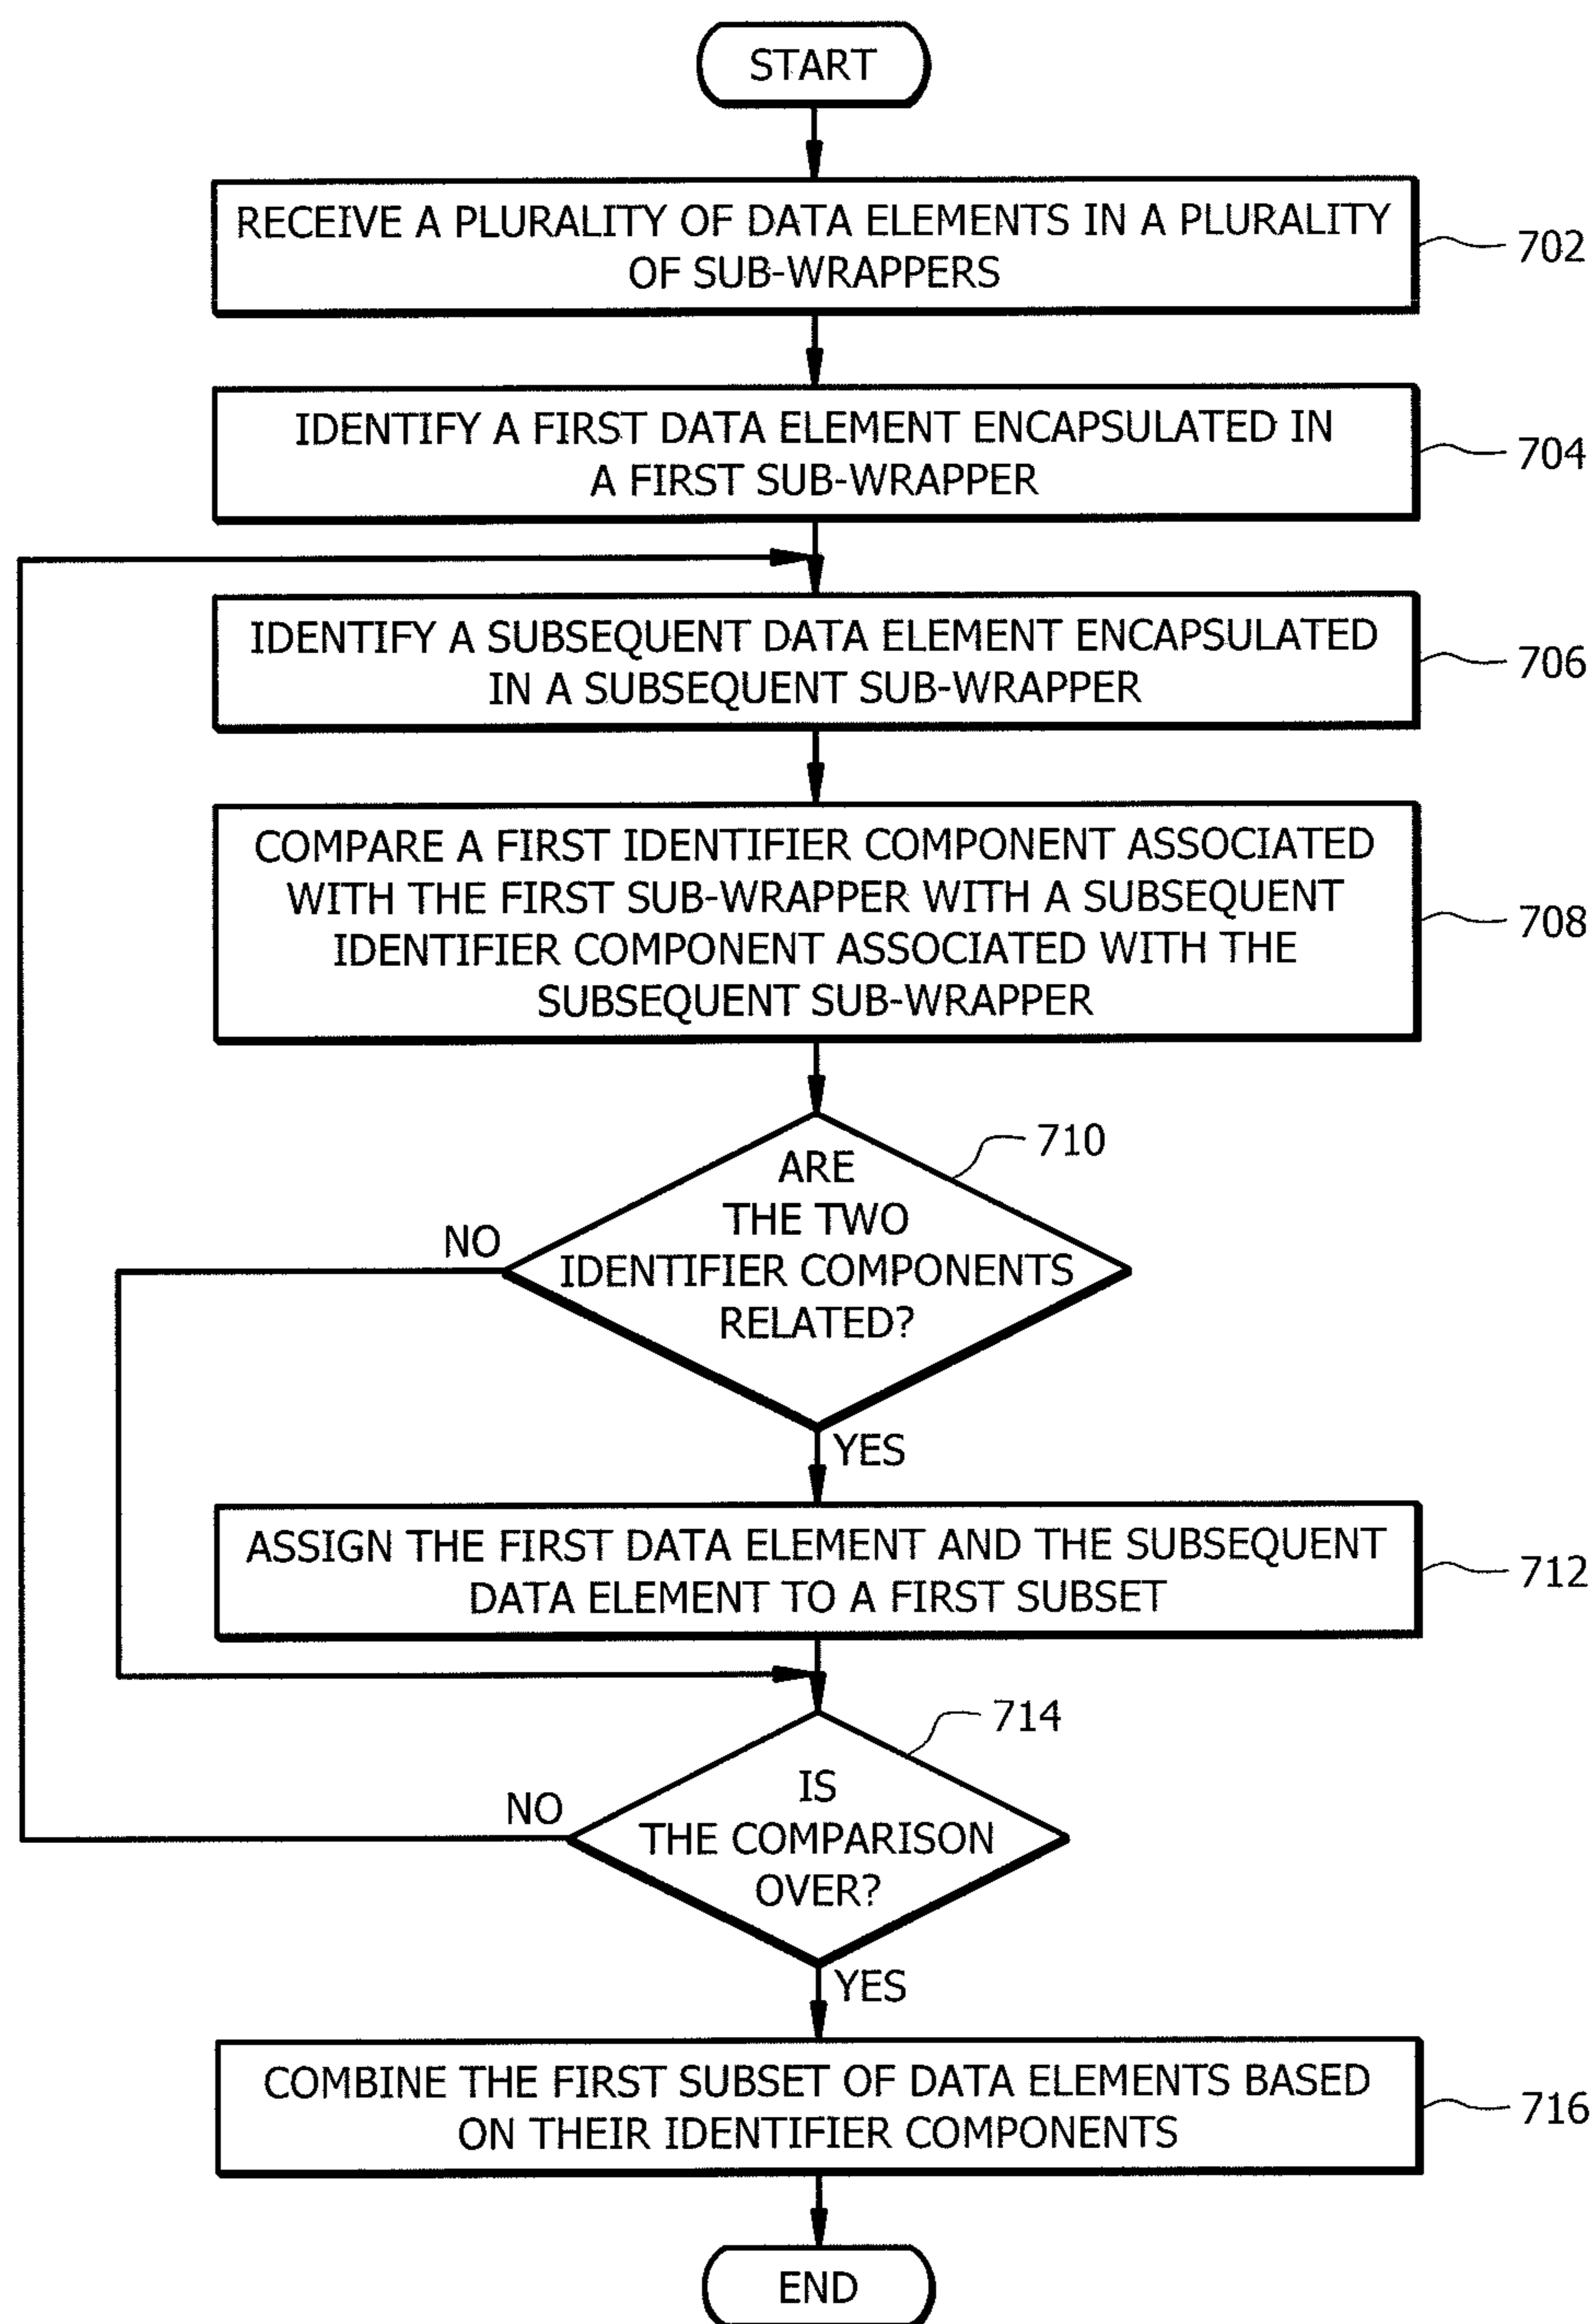 START
RECEIVE A PLURALITY OF DATA ELEMENTS IN A PLURALITY
OF SUB-WRAPPERS
702
IDENTIFY A FIRST DATA ELEMENT ENCAPSULATED IN
A FIRST SUB-WRAPPER
704
IDENTIFY A SUBSEQUENT DATA ELEMENT ENCAPSULATED
IN A SUBSEQUENT SUB-WRAPPER
706
COMPARE A FIRST IDENTIFIER COMPONENT ASSOCIATED
WITH THE FIRST SUB-WRAPPER WITH A SUBSEQUENT
IDENTIFIER COMPONENT ASSOCIATED WITH THE
SUBSEQUENT SUB-WRAPPER
708
710
ARE
THE TWO
IDENTIFIER COMPONENTS
RELATED?
NO
YES
ASSIGN THE FIRST DATA ELEMENT AND THE SUBSEQUENT
DATA ELEMENT TO A FIRST SUBSET
712
714
IS
THE COMPARISON
OVER?
NO
YES
COMBINE THE FIRST SUBSET OF DATA ELEMENTS BASED
ON THEIR IDENTIFIER COMPONENTS
716
END